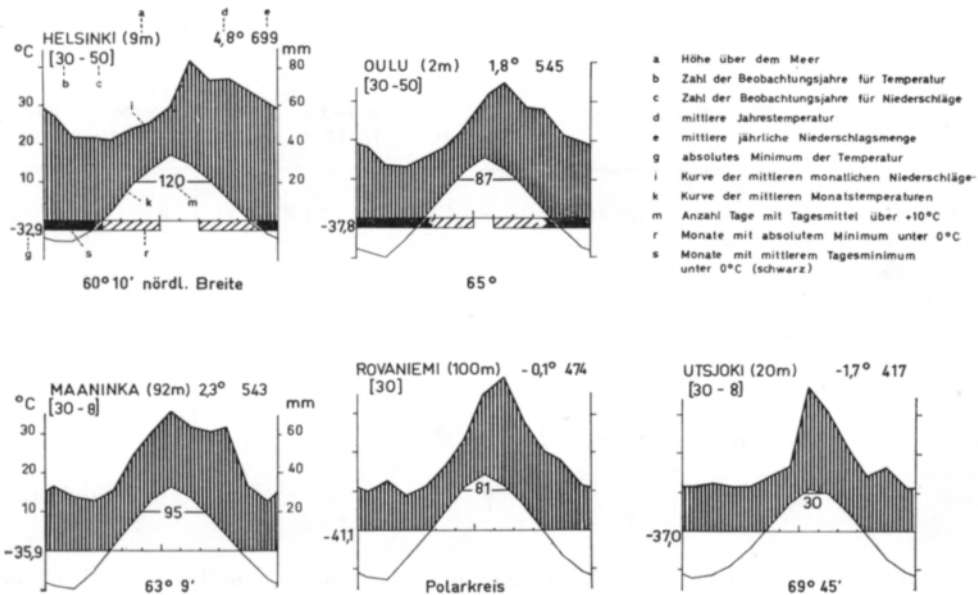 a d e
°C HELSINKI (9m) 4,8° 699 mm
[30 - 50]
b c
80
30 60
i
20 40
10 120 20
k m
-32,9
g s r
60° 10' nördl. Breite
OULU (2m) 1,8° 545
[30 -50]
87
-37,8
65°
a Höhe über dem Meer
b Zahl der Beobachtungsjahre für Temperatur
c Zahl der Beobachtungsjahre für Niederschläge
d mittlere Jahrestemperatur
e mittlere jährliche Niederschlagsmenge
g absolutes Minimum der Temperatur
i Kurve der mittleren monatlichen Niederschläge
k Kurve der mittleren Monatstemperaturen
m Anzahl Tage mit Tagesmittel über +10°C
r Monate mit absolutem Minimum unter 0°C
s Monate mit mittlerem Tagesminimum
unter 0°C (schwarz)
MAANINKA (92m) 2,3° 543
°C [30 - 8] mm
30 60
20 40
10 95 20
-35,9
63° 9'
ROVANIEMI (100m) -0,1° 474
[30]
81
-41,1
Polarkreis
UTSJOKI (20m) -1,7° 417
[30 - 8]
30
-37,0
69° 45'